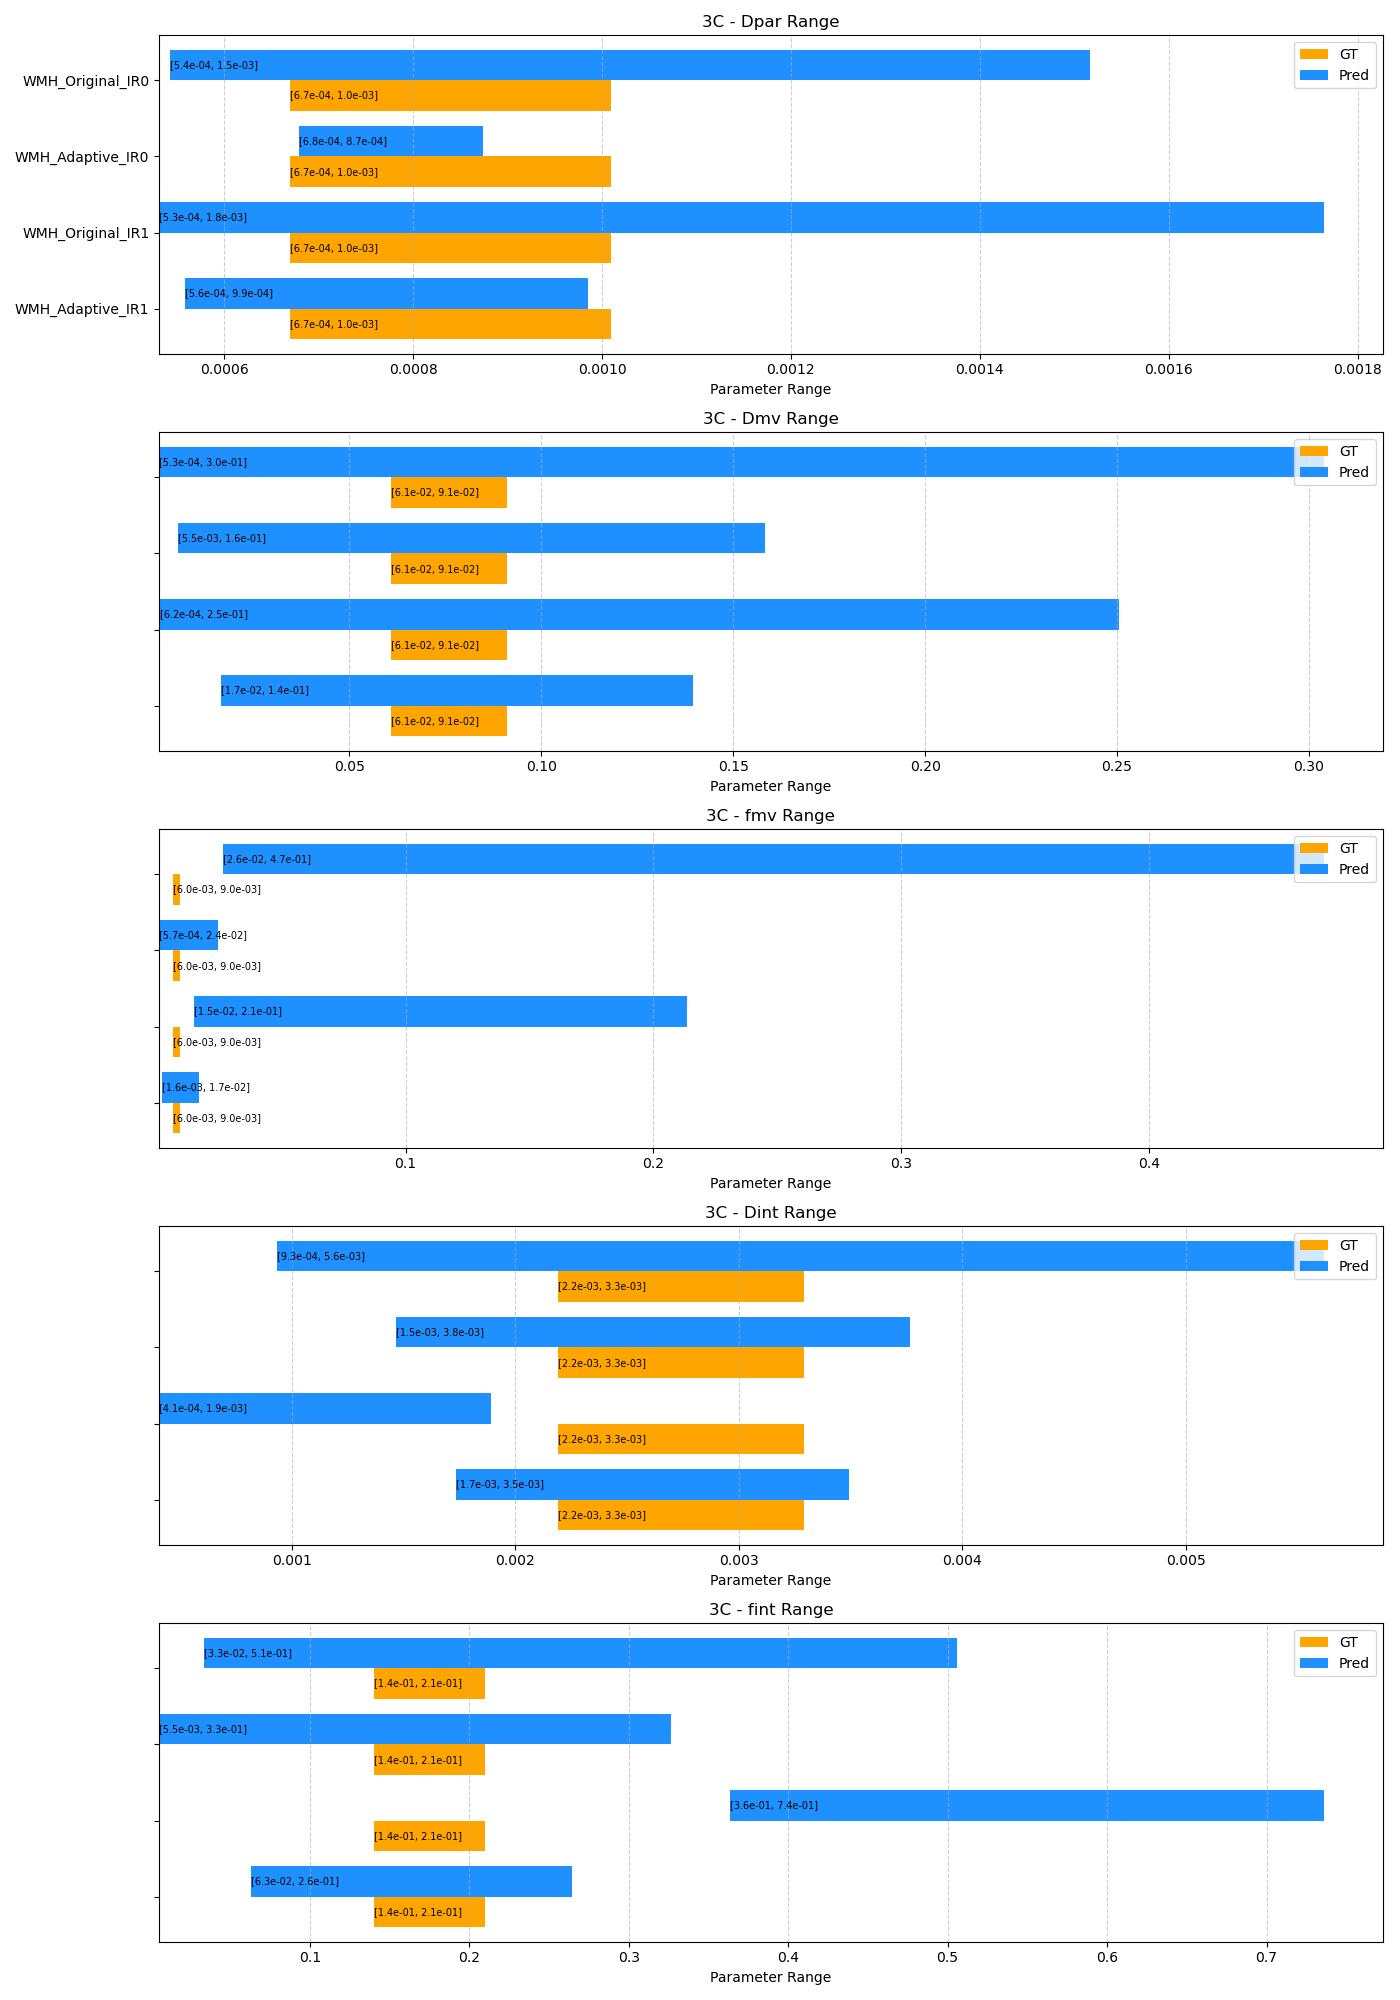 3C - Dpar Range
GT
Pred
WMH_Original_IR0
[5.4e-04, 1.5e-03]
[6.7e-04, 1.0e-03]
WMH_Adaptive_IR0
[6.8e-04, 8.7e-04]
[6.7e-04, 1.0e-03]
WMH_Original_IR1
[5.3e-04, 1.8e-03]
[6.7e-04, 1.0e-03]
WMH_Adaptive_IR1
[5.6e-04, 9.9e-04]
[6.7e-04, 1.0e-03]
0.0006 0.0008 0.0010 0.0012 0.0014 0.0016 0.0018
Parameter Range
3C - Dmv Range
GT
Pred
[5.3e-04, 3.0e-01]
[6.1e-02, 9.1e-02]
[5.5e-03, 1.6e-01]
[6.1e-02, 9.1e-02]
[6.2e-04, 2.5e-01]
[6.1e-02, 9.1e-02]
[1.7e-02, 1.4e-01]
[6.1e-02, 9.1e-02]
0.05 0.10 0.15 0.20 0.25 0.30
Parameter Range
3C - fmv Range
GT
Pred
[2.6e-02, 4.7e-01]
[6.0e-03, 9.0e-03]
[5.7e-04, 2.4e-02]
[6.0e-03, 9.0e-03]
[1.5e-02, 2.1e-01]
[6.0e-03, 9.0e-03]
[1.6e-03, 1.7e-02]
[6.0e-03, 9.0e-03]
0.1 0.2 0.3 0.4
Parameter Range
3C - Dint Range
GT
Pred
[9.3e-04, 5.6e-03]
[2.2e-03, 3.3e-03]
[1.5e-03, 3.8e-03]
[2.2e-03, 3.3e-03]
[4.1e-04, 1.9e-03]
[2.2e-03, 3.3e-03]
[1.7e-03, 3.5e-03]
[2.2e-03, 3.3e-03]
0.001 0.002 0.003 0.004 0.005
Parameter Range
3C - fint Range
GT
Pred
[3.3e-02, 5.1e-01]
[1.4e-01, 2.1e-01]
[5.5e-03, 3.3e-01]
[1.4e-01, 2.1e-01]
[3.6e-01, 7.4e-01]
[1.4e-01, 2.1e-01]
[6.3e-02, 2.6e-01]
[1.4e-01, 2.1e-01]
0.1 0.2 0.3 0.4 0.5 0.6 0.7
Parameter Range